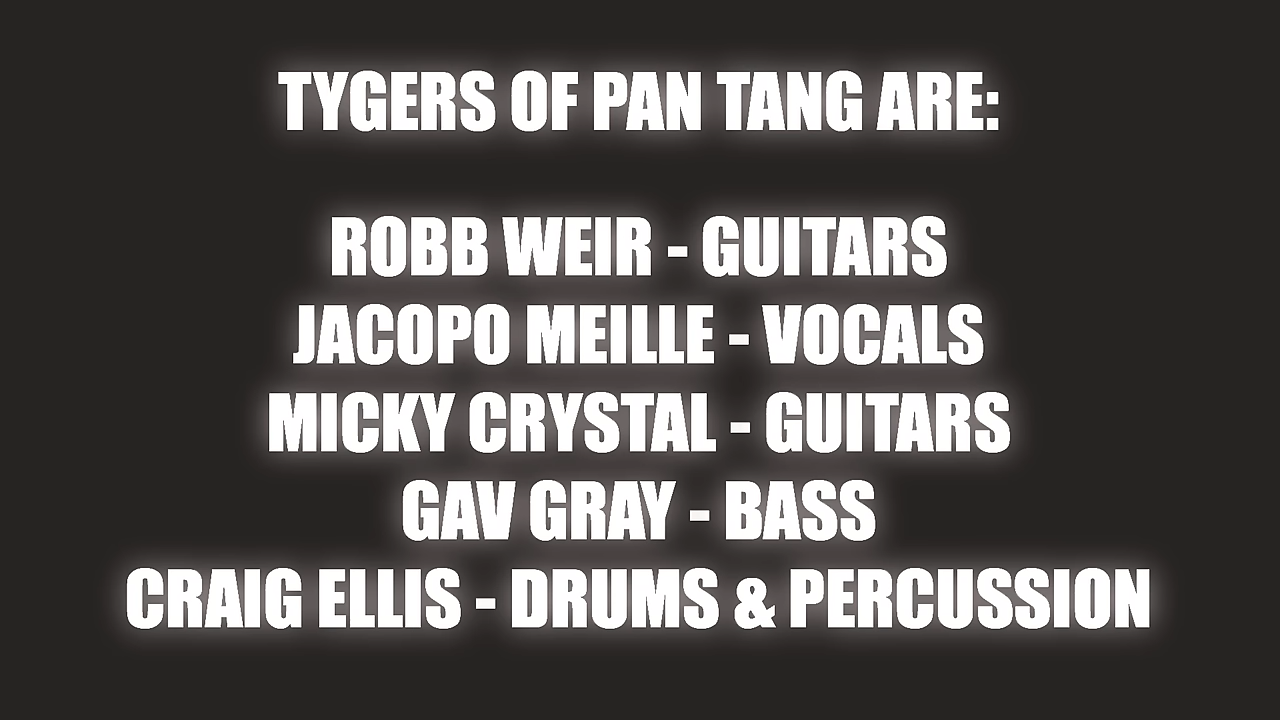 TYGERS OF PAN TANG ARE:
ROBB WEIR - GUITARS
JACOPO MEILLE - VOCALS
MICKY CRYSTAL - GUITARS
GAV GRAY - BASS
CRAIG ELLIS - DRUMS & PERCUSSION